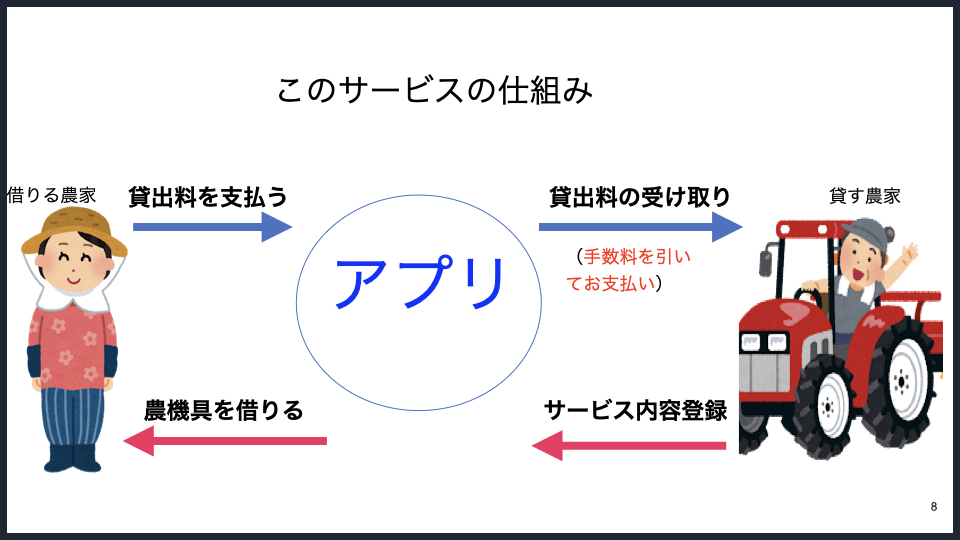 このサービスの仕組み
借りる農家
貸出料を支払う
貸出料の受け取り
貸す農家
（手数料を引い
てお支払い）
アプリ
農機具を借りる
サービス内容登録
8